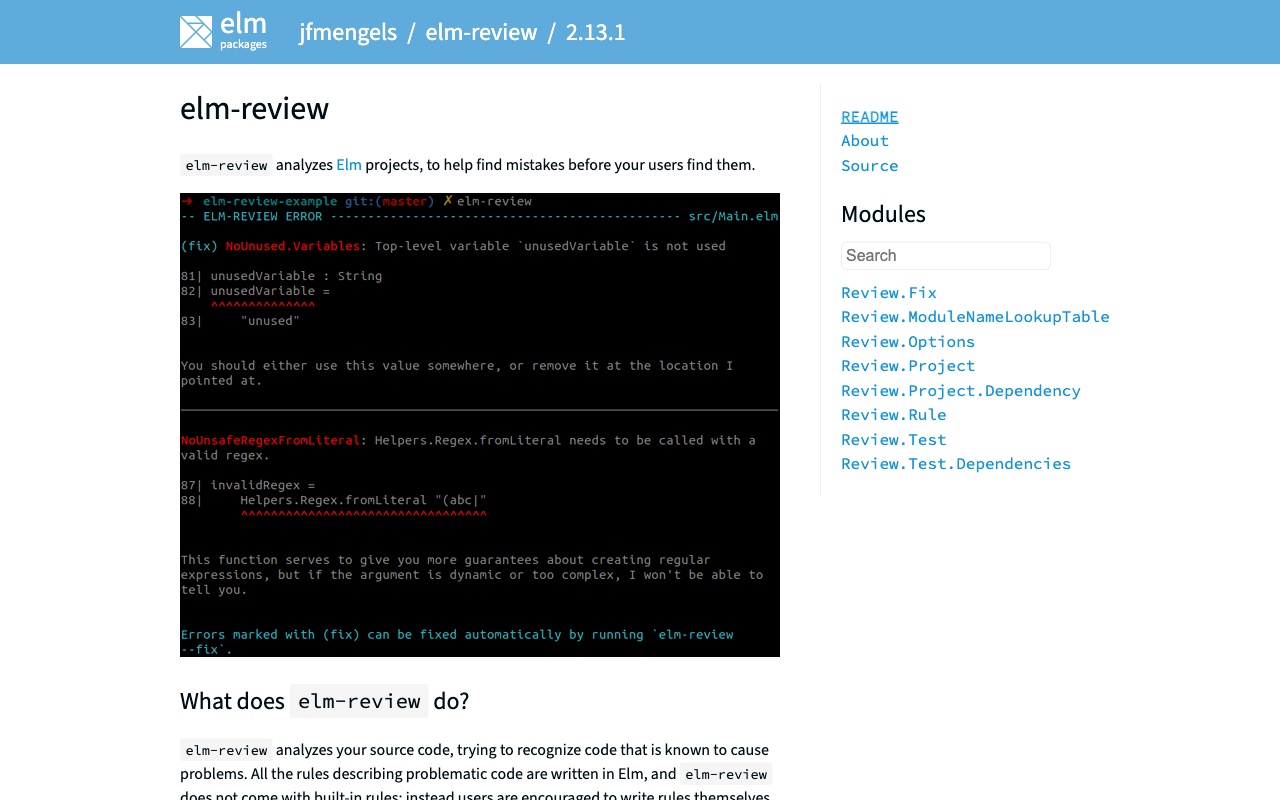 elm
packages
jfmengels / elm-review / 2.13.1
elm-review
elm-review analyzes Elm projects, to help find mistakes before your users find them.
➜ elm-review-example git:(master) ✗ elm-review
-- ELM-REVIEW ERROR ----------------------------------------------- src/Main.elm
(fix) NoUnused.Variables: Top-level variable `unusedVariable` is not used
81| unusedVariable : String
82| unusedVariable =
^^^^^^^^^^^^^^
83|     "unused"
You should either use this value somewhere, or remove it at the location I
pointed at.
NoUnsafeRegexFromLiteral: Helpers.Regex.fromLiteral needs to be called with a
valid regex.
87| invalidRegex =
88|     Helpers.Regex.fromLiteral "(abc|"
^^^^^^^^^^^^^^^^^^^^^^^^^^^^^^^^^
This function serves to give you more guarantees about creating regular
expressions, but if the argument is dynamic or too complex, I won't be able to
tell you.
Errors marked with (fix) can be fixed automatically by running `elm-review
--fix`.
What does elm-review do?
elm-review analyzes your source code, trying to recognize code that is known to cause
problems. All the rules describing problematic code are written in Elm, and elm-review
does not come with built-in rules; instead users are encouraged to write rules themselves
README
About
Source
Modules
Search
Review.Fix
Review.ModuleNameLookupTable
Review.Options
Review.Project
Review.Project.Dependency
Review.Rule
Review.Test
Review.Test.Dependencies